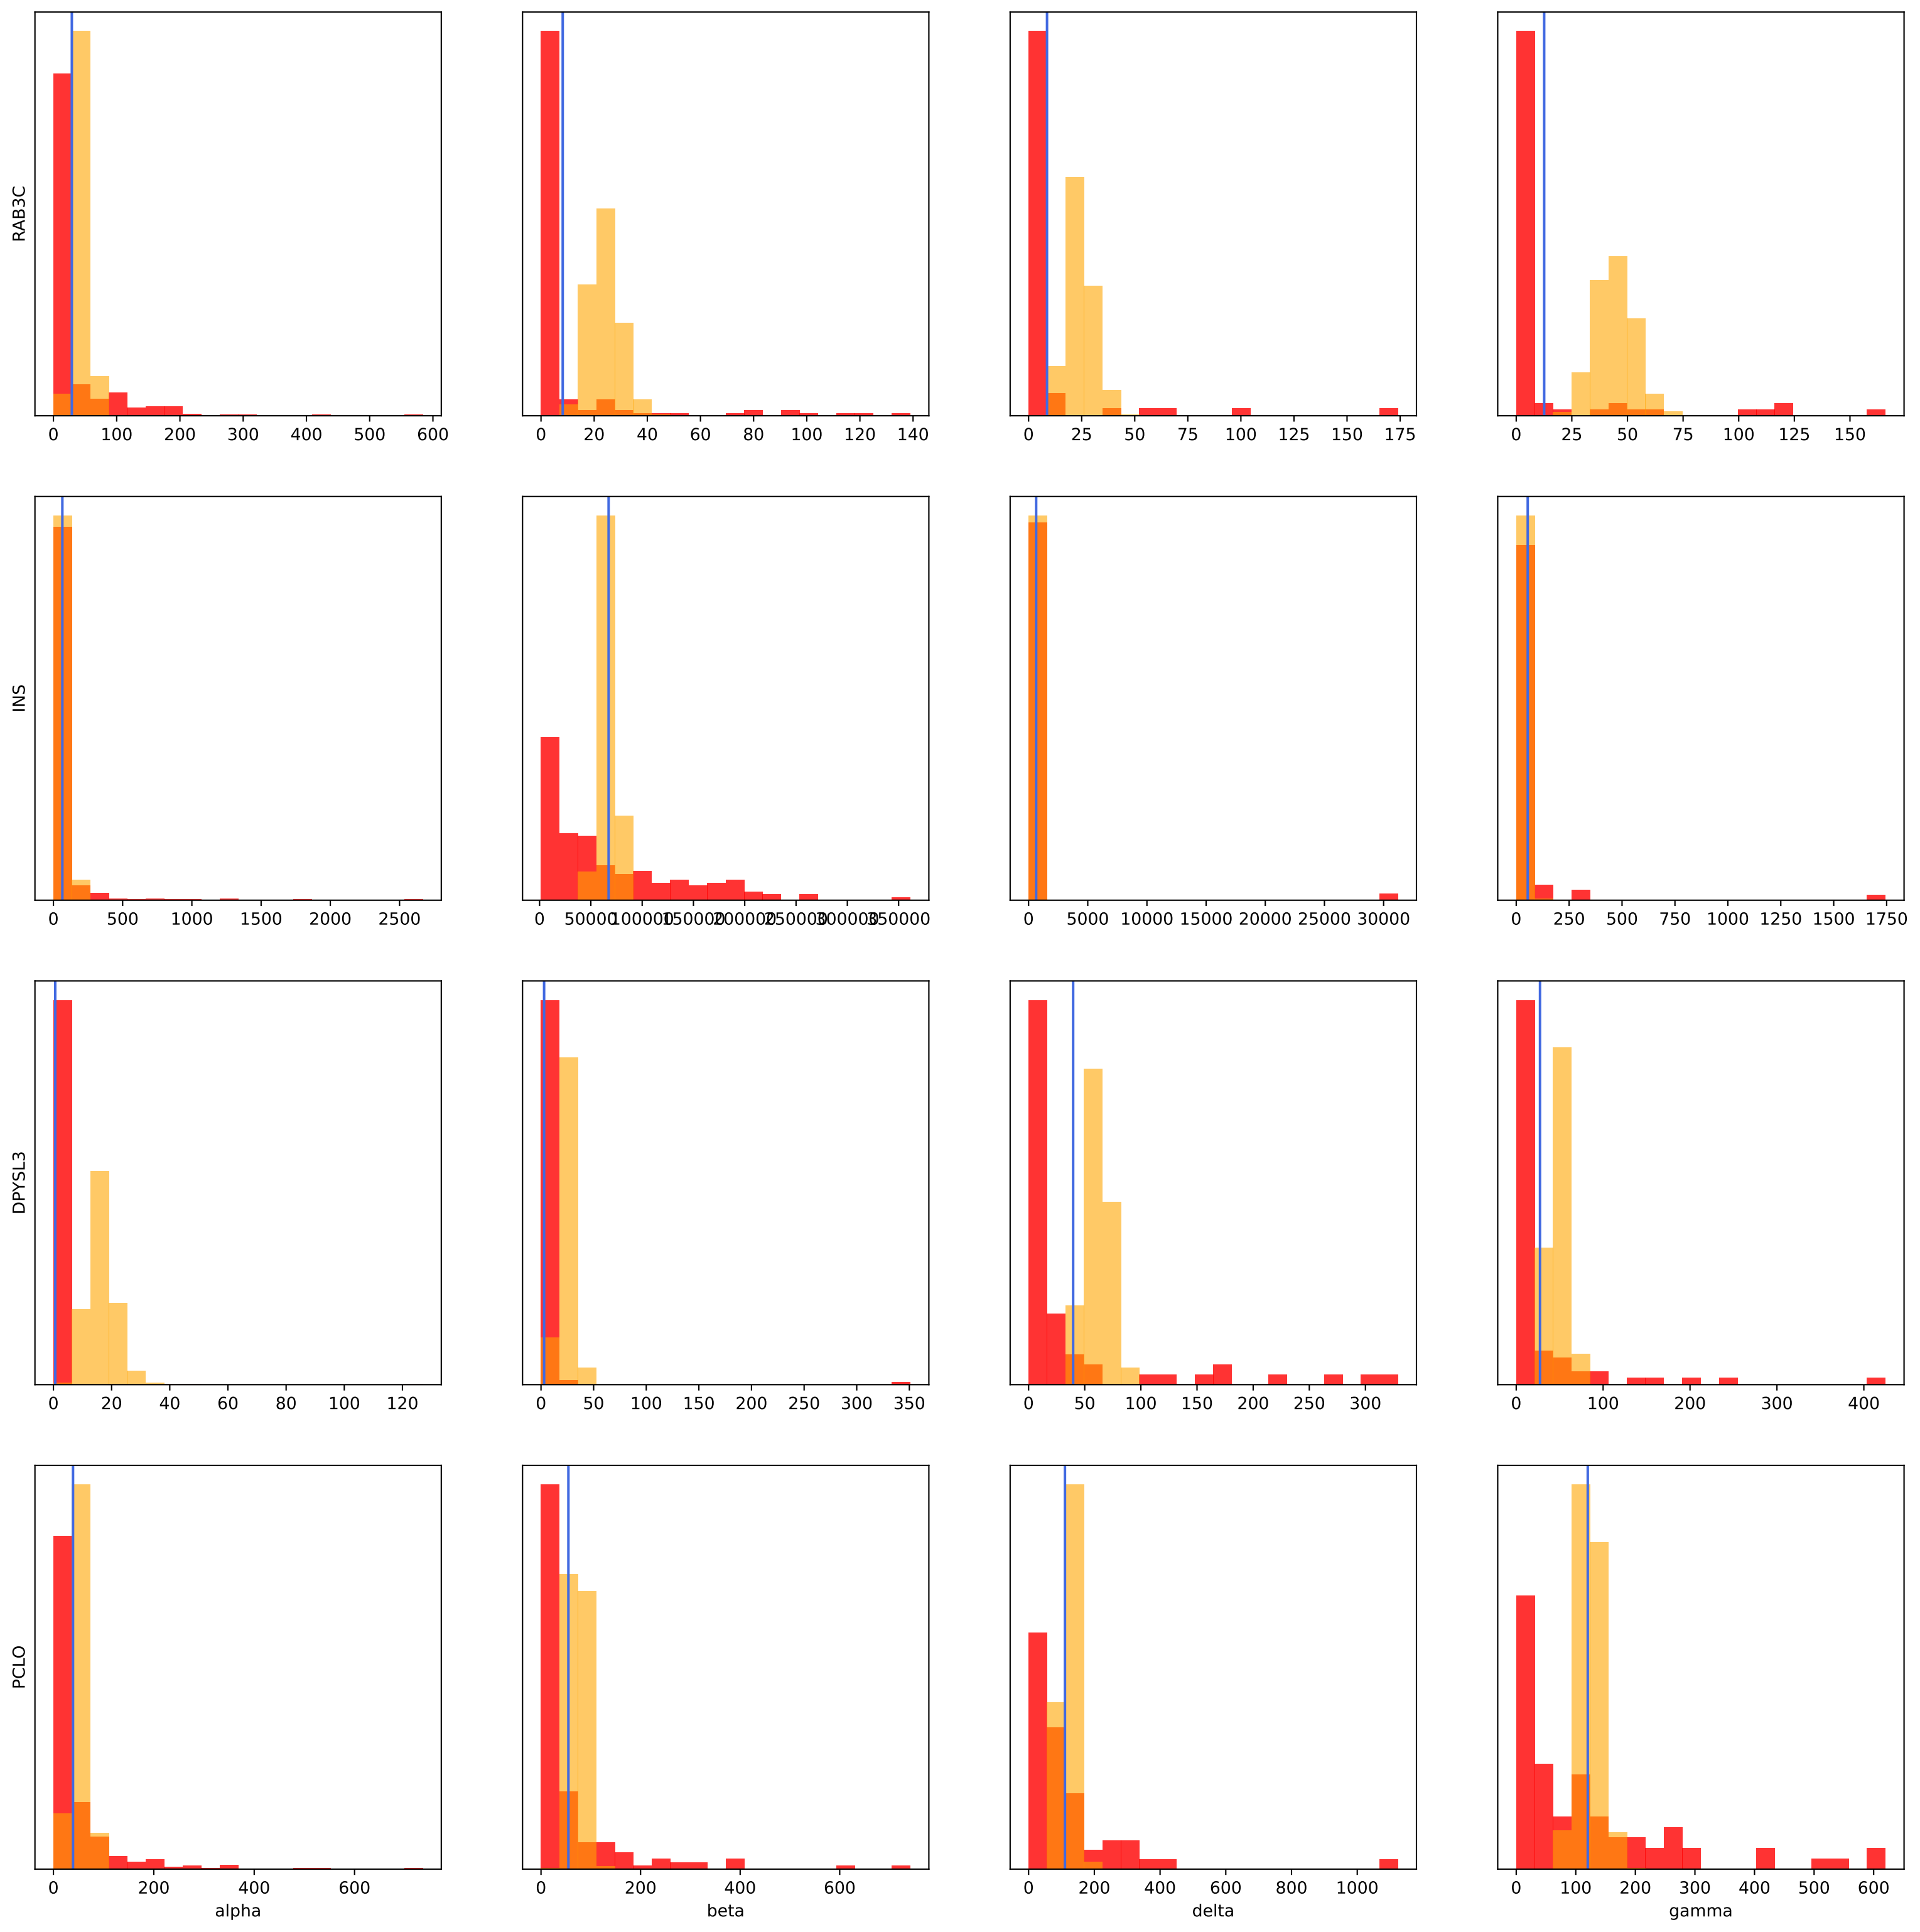 RAB3C
0 100 200 300 400 500 600
0 20 40 60 80 100 120 140
0 25 50 75 100 125 150 175
0 25 50 75 100 125 150
INS
0 500 1000 1500 2000 2500
0 50000 100000 150000 200000 250000 300000 350000
0 5000 10000 15000 20000 25000 30000
0 250 500 750 1000 1250 1500 1750
DPYSL3
0 20 40 60 80 100 120
0 50 100 150 200 250 300 350
0 50 100 150 200 250 300
0 100 200 300 400
PCLO
0 200 400 600
0 200 400 600
0 200 400 600 800 1000
0 100 200 300 400 500 600
alpha beta delta gamma